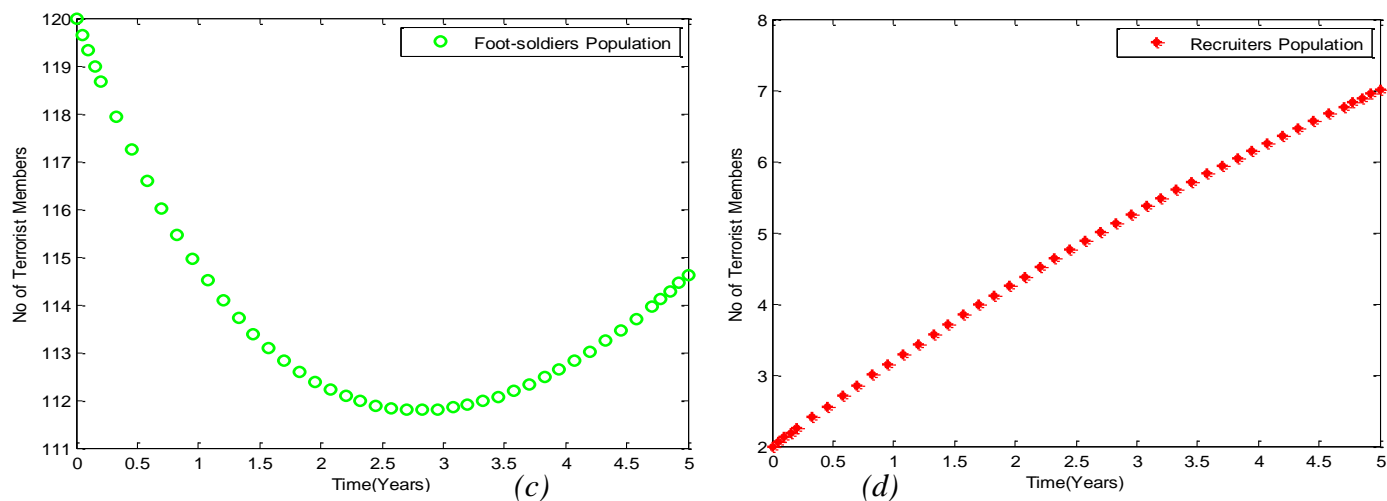 120
119
118
117
116
115
114
113
112
111
No of Terrorist Members
Foot-soldiers Population
0 0.5 1 1.5 2 2.5 3 3.5 4 4.5 5
Time(Years)
(c)
8
7
6
5
4
3
2
No of Terrorist Members
Recruiters Population
0 0.5 1 1.5 2 2.5 3 3.5 4 4.5 5
Time(Years)
(d)